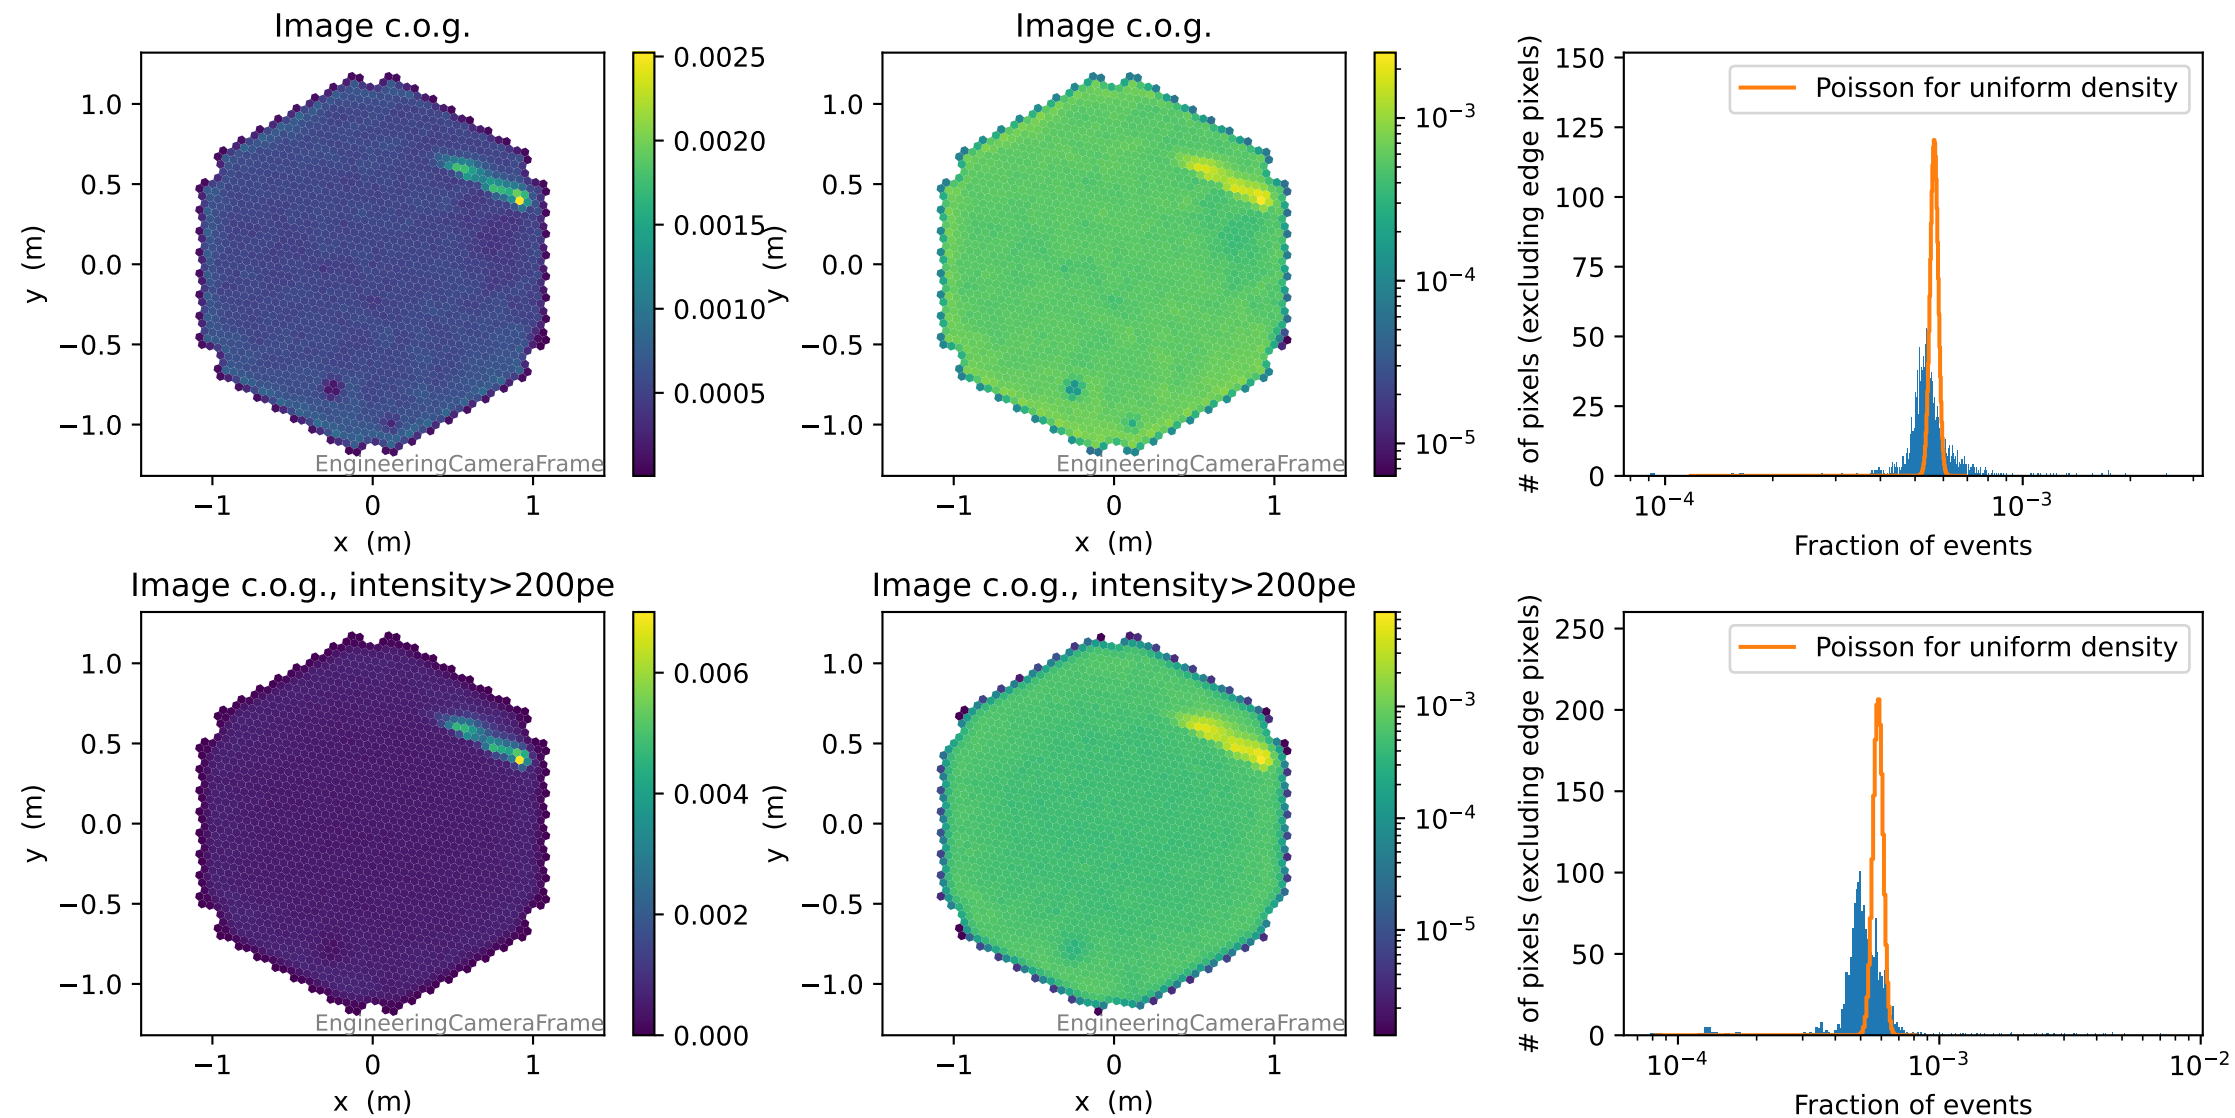 Image c.o.g.
1.0
0.5
0.0
−0.5
−1.0
y (m)
−1
0
1
x (m)
EngineeringCameraFrame
0.0025
0.0020
0.0015
0.0010
0.0005
Image c.o.g.
1.0
0.5
0.0
−0.5
−1.0
y (m)
−1
0
1
x (m)
EngineeringCameraFrame
10⁻³
10⁻⁴
10⁻⁵
Poisson for uniform density
150
125
100
75
50
25
0
# of pixels (excluding edge pixels)
10⁻⁴
10⁻³
Fraction of events
Image c.o.g., intensity>200pe
1.0
0.5
0.0
−0.5
−1.0
y (m)
−1
0
1
x (m)
EngineeringCameraFrame
0.006
0.004
0.002
0.000
Image c.o.g., intensity>200pe
1.0
0.5
0.0
−0.5
−1.0
y (m)
−1
0
1
x (m)
EngineeringCameraFrame
10⁻³
10⁻⁴
10⁻⁵
Poisson for uniform density
250
200
150
100
50
0
# of pixels (excluding edge pixels)
10⁻⁴
10⁻³
10⁻²
Fraction of events